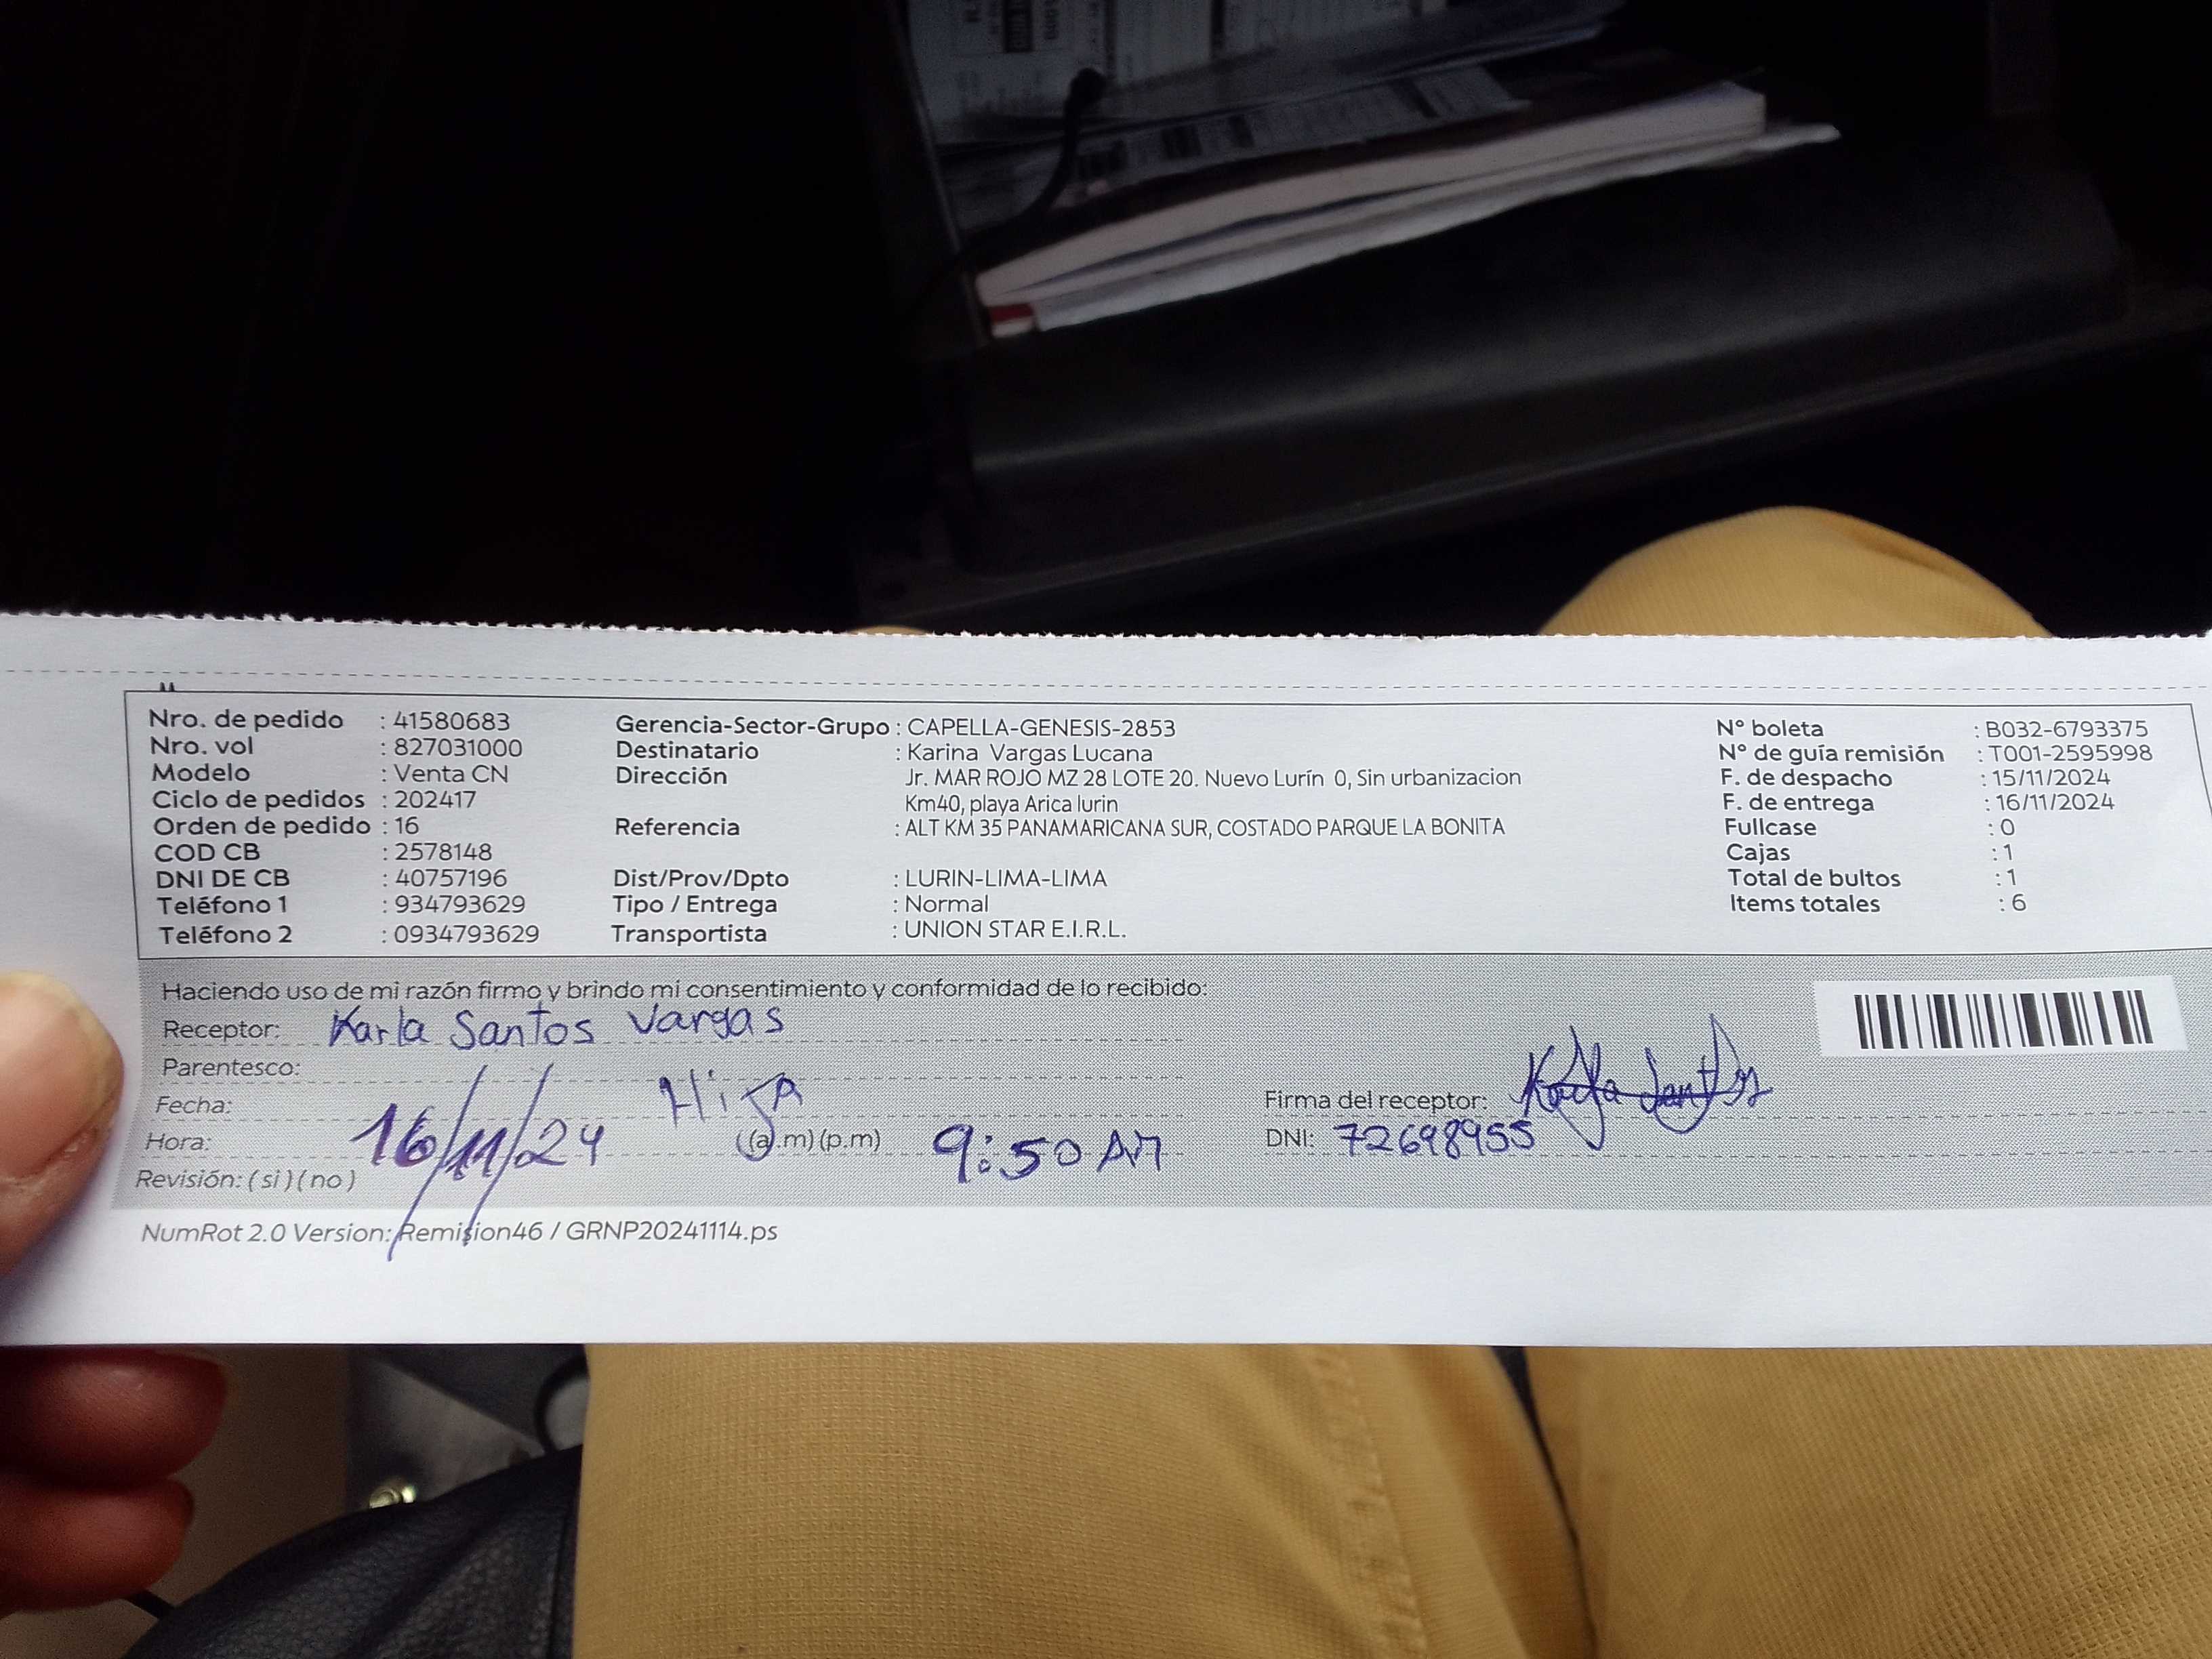 Nro. de pedido : 41580683
Nro. vol : 827031000
Modelo : Venta CN
Ciclo de pedidos : 202417
Orden de pedido : 16
COD CB : 2578148
DNI DE CB : 40757196
Teléfono 1 : 934793629
Teléfono 2 : 0934793629
Gerencia-Sector-Grupo : CAPELLA-GENESIS-2853
Destinatario : Karina Vargas Lucana
Dirección Jr. MAR ROJO MZ 28 LOTE 20. Nuevo Lurín 0, Sin urbanizacion
Km40, playa Arica lurin
Referencia : ALT KM 35 PANAMARICANA SUR, COSTADO PARQUE LA BONITA
Dist/Prov/Dpto : LURIN-LIMA-LIMA
Tipo / Entrega : Normal
Transportista : UNION STAR E.I.R.L.
N° boleta : B032-6793375
N° de guía remisión : T001-2595998
F. de despacho : 15/11/2024
F. de entrega : 16/11/2024
Fullcase : 0
Cajas : 1
Total de bultos : 1
Items totales : 6
Haciendo uso de mi razón firmo y brindo mi consentimiento y conformidad de lo recibido:
Receptor: Karla Santos Vargas
Parentesco: Hija
Fecha: 16/11/24
Hora: (a.m) (p.m) 9:50 AM
Revisión: ( si ) ( no )
Firma del receptor: Karla Santos
DNI: 72698955
NumRot 2.0 Version: Remision46 / GRNP20241114.ps